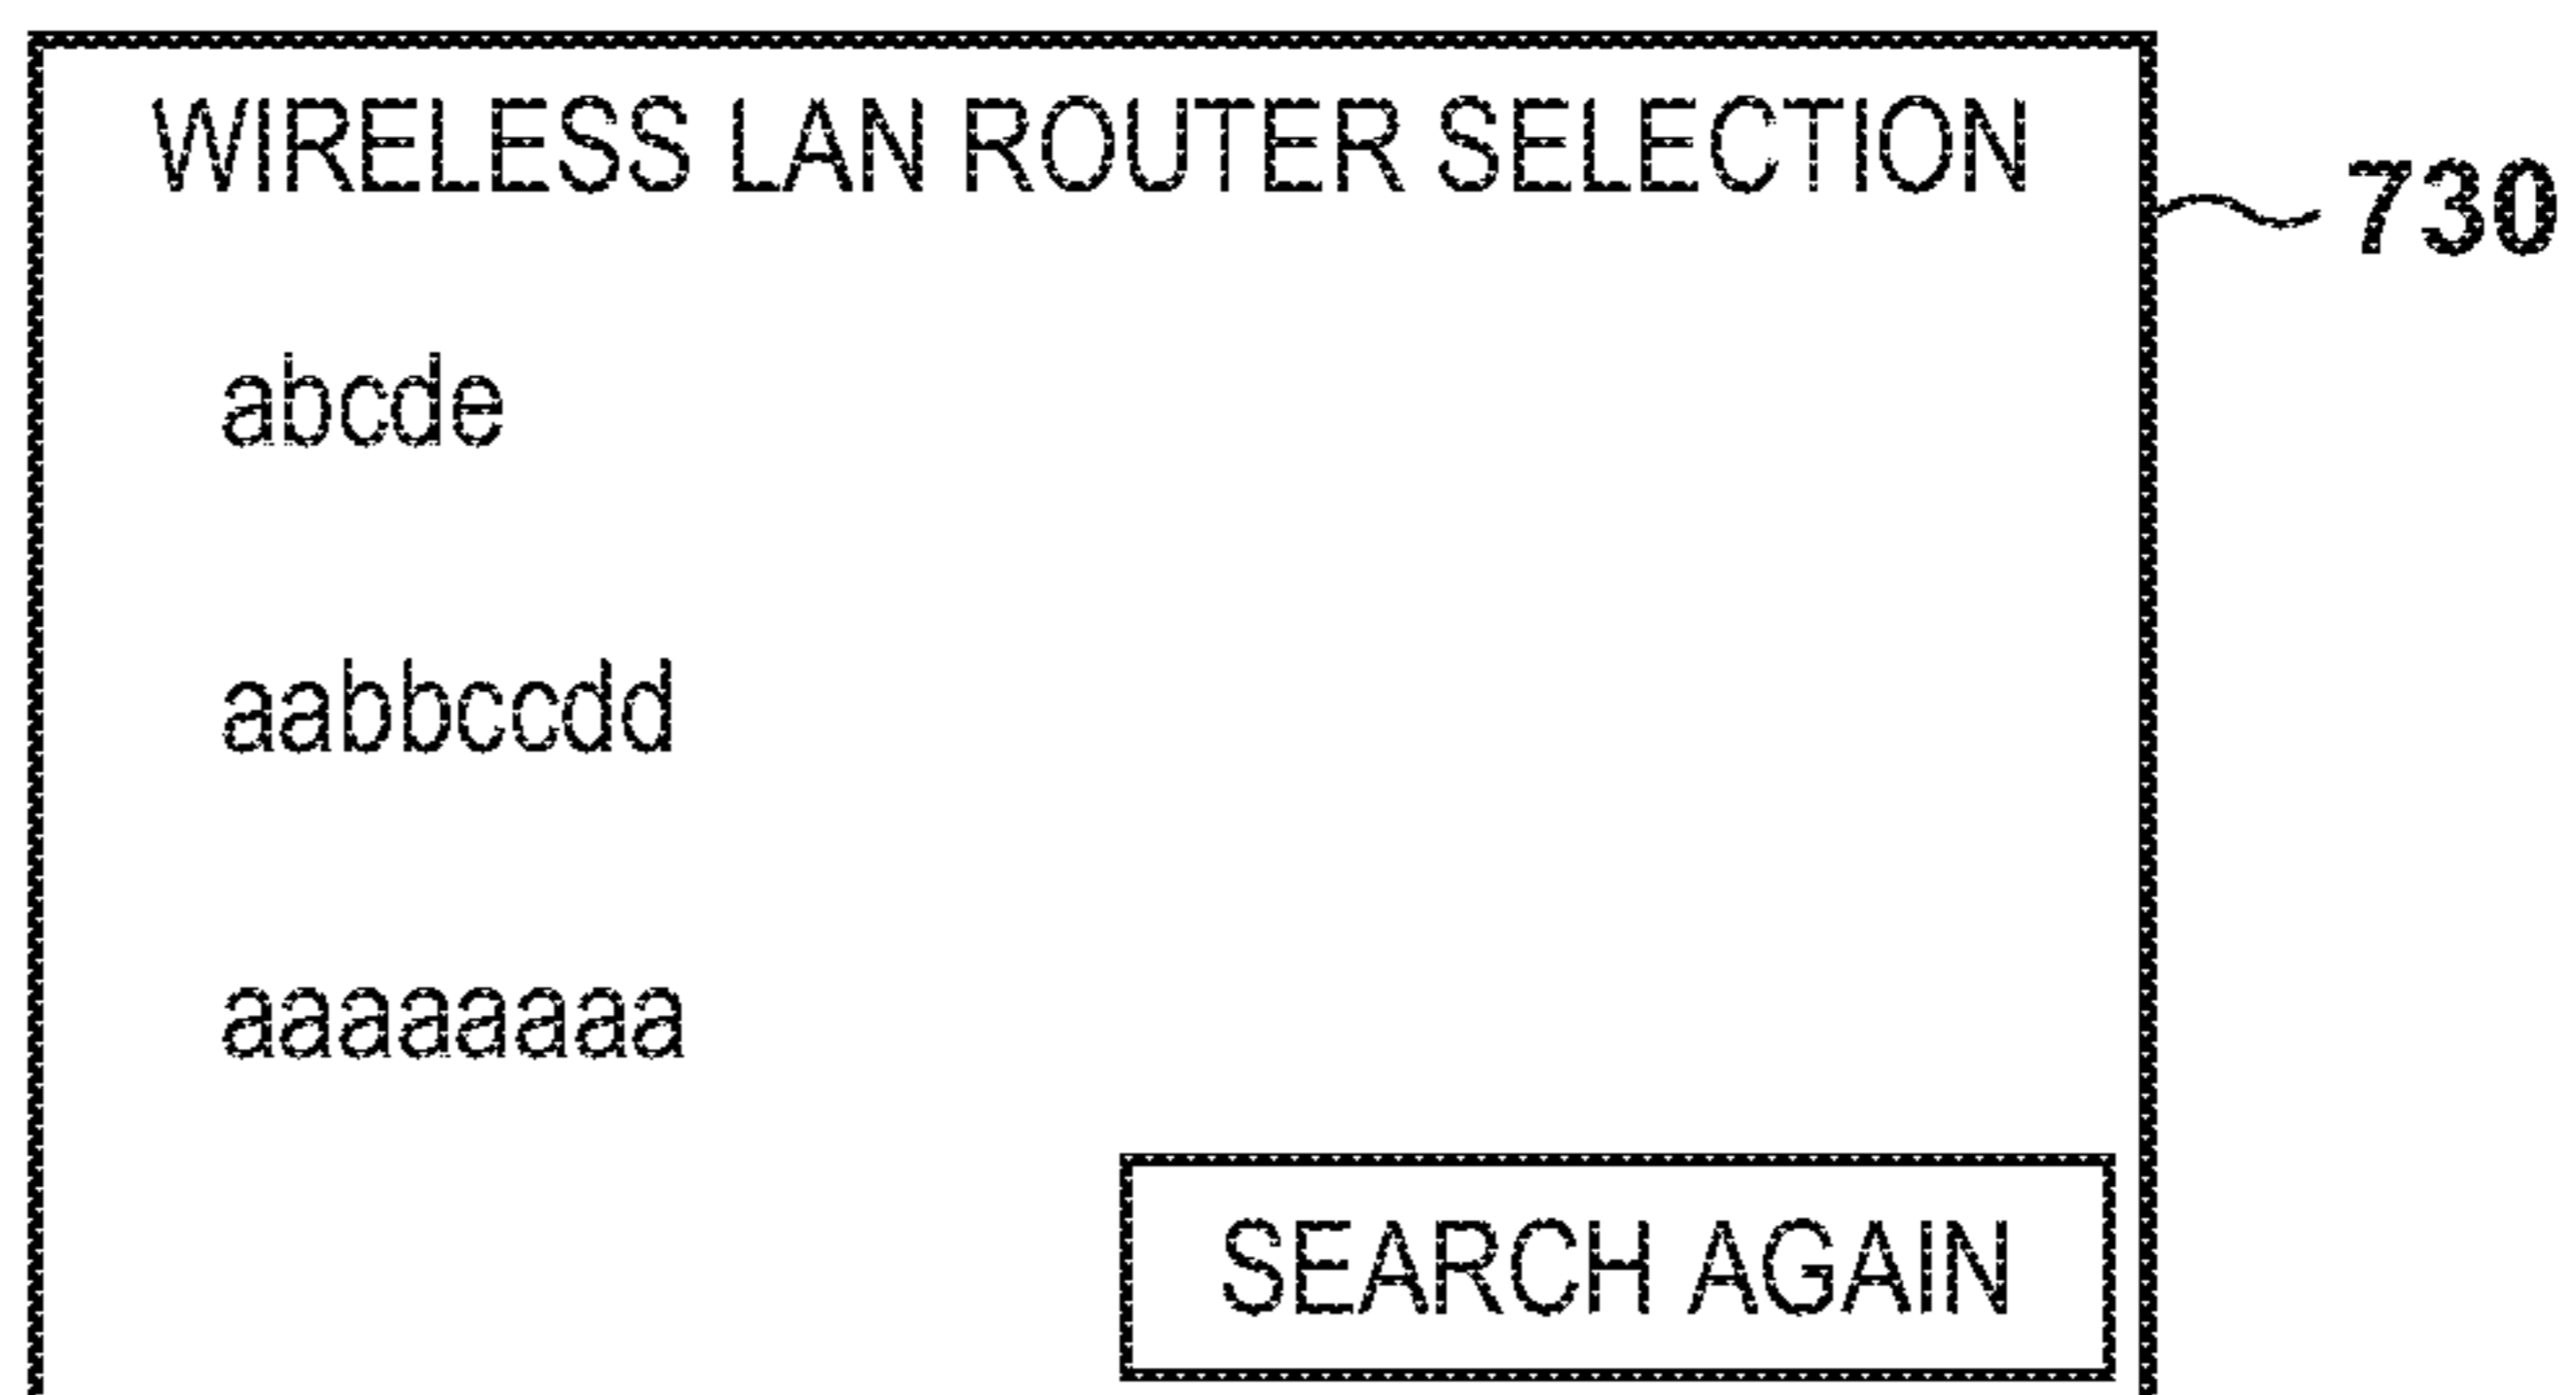 WIRELESS LAN ROUTER SELECTION
730
abcde
aabbccdd
aaaaaaaa
SEARCH AGAIN